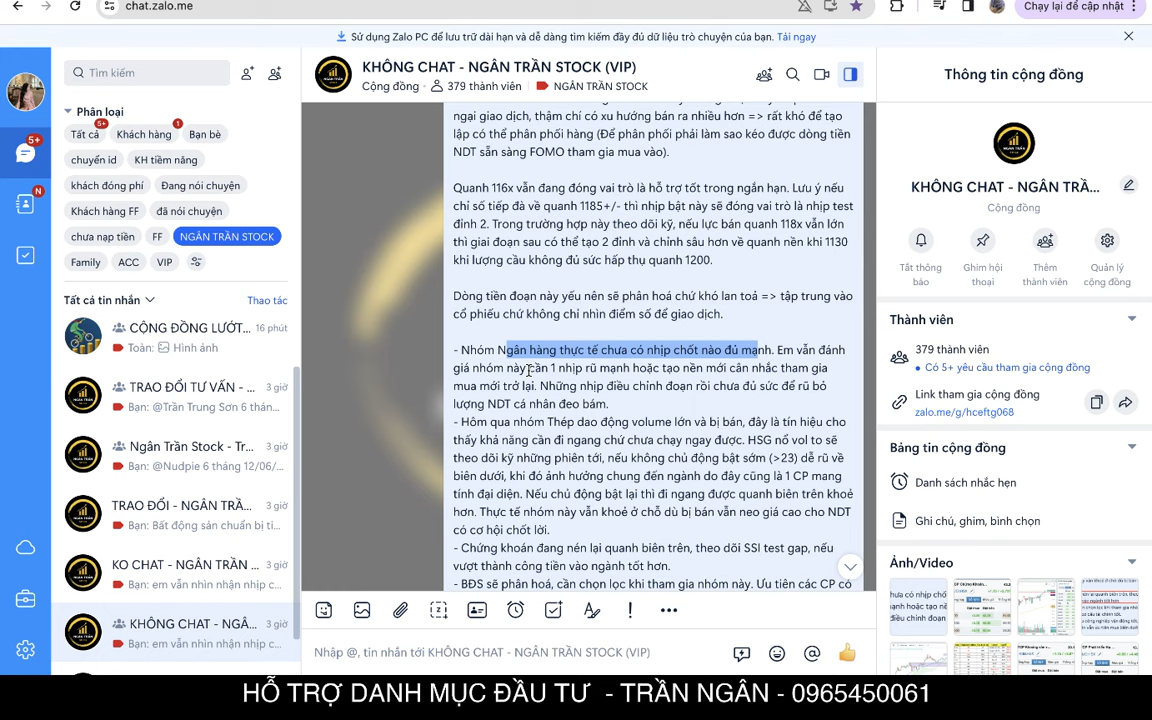 chat.zalo.me
Chạy lại để cập nhật
Sử dụng Zalo PC để lưu trữ dài hạn và dễ dàng tìm kiếm đầy đủ dữ liệu trò chuyện của bạn. Tải ngay
Tìm kiếm
Phân loại
5+
1
Tất cả
Khách hàng
Bạn bè
chuyển id
KH tiềm năng
khách đóng phí
Đang nói chuyện
Khách hàng FF
đã nói chuyện
chưa nạp tiền
FF
NGÂN TRẦN STOCK
Family
ACC
VIP
5+
N
Tất cả tin nhắn
Thao tác
CỘNG ĐỒNG LƯỚT...
16 phút
Toàn: Hình ảnh
TRAO ĐỔI TƯ VẤN - ...
3 giờ
Bạn: @Trần Trung Sơn 6 thán...
Ngân Trần Stock - Tr...
3 giờ
Bạn: @Nudpie 6 tháng 12/06/...
TRAO ĐỔI - NGÂN TRẦ...
3 giờ
Bạn: Bất động sản chuẩn bị ti...
KO CHAT - NGÂN TRẦN ...
3 giờ
Bạn: em vẫn nhìn nhận nhịp c...
KHÔNG CHAT - NGÂ...
3 giờ
Bạn: em vẫn nhìn nhận nhịp c...
KHÔNG CHAT - NGÂN TRẦN STOCK (VIP)
Cộng đồng
379 thành viên
NGÂN TRẦN STOCK
ngại giao dịch, thậm chí có xu hướng bán ra nhiều hơn => rất khó để tạo
lập có thể phân phối hàng (Để phân phối phải làm sao kéo được dòng tiền
NDT sẵn sàng FOMO tham gia mua vào).
Quanh 116x vẫn đang đóng vai trò là hỗ trợ tốt trong ngắn hạn. Lưu ý nếu
chỉ số tiếp đà về quanh 1185+/- thì nhịp bật này sẽ đóng vai trò là nhịp test
đỉnh 2. Trong trường hợp này theo dõi kỹ, nếu lực bán quanh 118x vẫn lớn
thì giai đoạn sau có thể tạo 2 đỉnh và chỉnh sâu hơn về quanh nền khi 1130
khi lượng cầu không đủ sức hấp thụ quanh 1200.
Dòng tiền đoạn này yếu nên sẽ phân hoá chứ khó lan toả => tập trung vào
cổ phiếu chứ không chỉ nhìn điểm số để giao dịch.
- Nhóm Ngân hàng thực tế chưa có nhịp chốt nào đủ mạnh. Em vẫn đánh
giá nhóm này cần 1 nhịp rũ mạnh hoặc tạo nền mới cân nhắc tham gia
mua mới trở lại. Những nhịp điều chỉnh đoạn rồi chưa đủ sức để rũ bỏ
lượng NDT cá nhân đeo bám.
- Hôm qua nhóm Thép dao động volume lớn và bị bán, đây là tín hiệu cho
thấy khả năng cần đi ngang chứ chưa chạy ngay được. HSG nổ vol to sẽ
theo dõi kỹ những phiên tới, nếu không chủ động bật sớm (>23) dễ rũ về
biên dưới, khi đó ảnh hưởng chung đến ngành do đây cũng là 1 CP mang
tính đại diện. Nếu chủ động bật lại thì đi ngang được quanh biên trên khoẻ
hơn. Thực tế nhóm này vẫn khoẻ ở chỗ dù bị bán vẫn neo giá cao cho NDT
có cơ hội chốt lời.
- Chứng khoán đang nén lại quanh biên trên, theo dõi SSI test gap, nếu
vượt thành công tiền vào ngành tốt hơn.
- BĐS sẽ phân hoá, cần chọn lọc khi tham gia nhóm này. Ưu tiên các CP có
Nhập @, tin nhắn tới KHÔNG CHAT - NGÂN TRẦN STOCK (VIP)
Thông tin cộng đồng
KHÔNG CHAT - NGÂN TRẦ...
Cộng đồng
Tắt thông báo
Ghim hội thoại
Thêm thành viên
Quản lý cộng đồng
Thành viên
379 thành viên
• Có 5+ yêu cầu tham gia cộng đồng
Link tham gia cộng đồng
zalo.me/g/hceftg068
Bảng tin cộng đồng
Danh sách nhắc hẹn
Ghi chú, ghim, bình chọn
Ảnh/Video
HỖ TRỢ DANH MỤC ĐẦU TƯ - TRẦN NGÂN - 0965450061